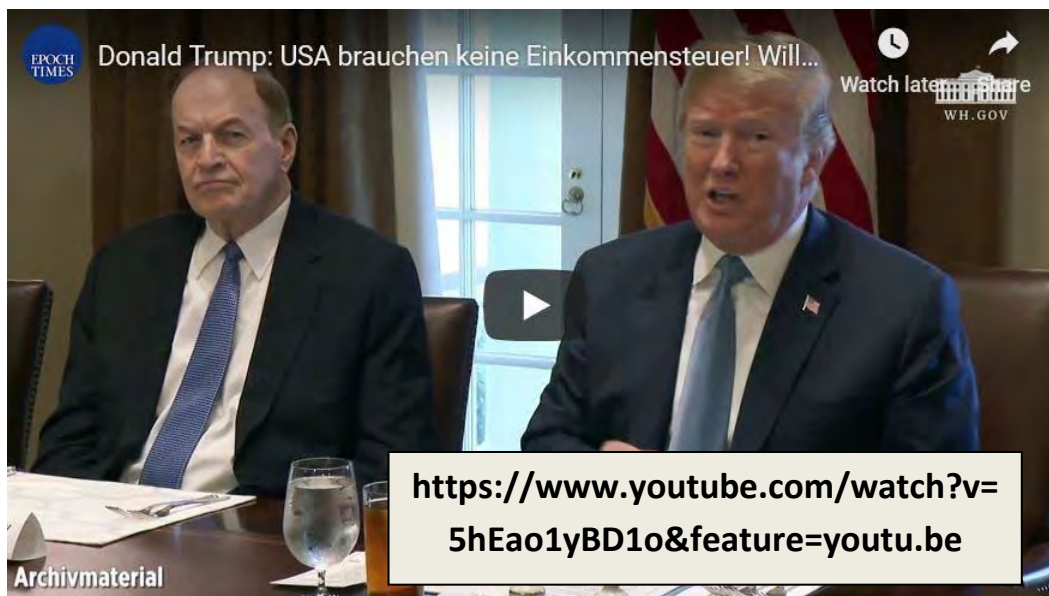 EPOCH
TIMES
Donald Trump: USA brauchen keine Einkommensteuer! Will...
Watch later
Share
WH.GOV
https://www.youtube.com/watch?v=
5hEao1yBD1o&feature=youtu.be
Archivmaterial